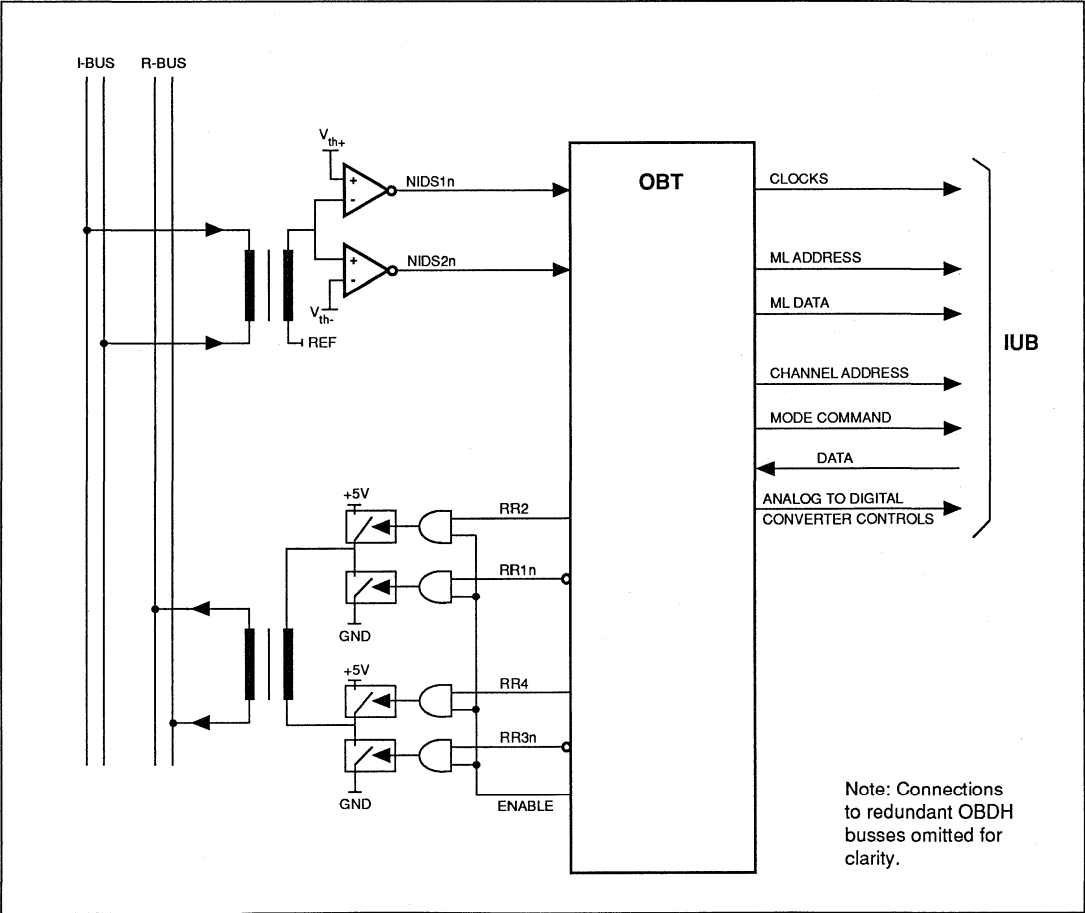 I-BUS R-BUS
Vth+
+
-
NIDS1n
+
-
NIDS2n
Vth-
REF
OBT
CLOCKS
ML ADDRESS
ML DATA
CHANNEL ADDRESS
MODE COMMAND
DATA
ANALOG TO DIGITAL
CONVERTER CONTROLS
IUB
+5V
RR2
RR1n
GND
+5V
RR4
RR3n
GND
ENABLE
Note: Connections
to redundant OBDH
busses omitted for
clarity.